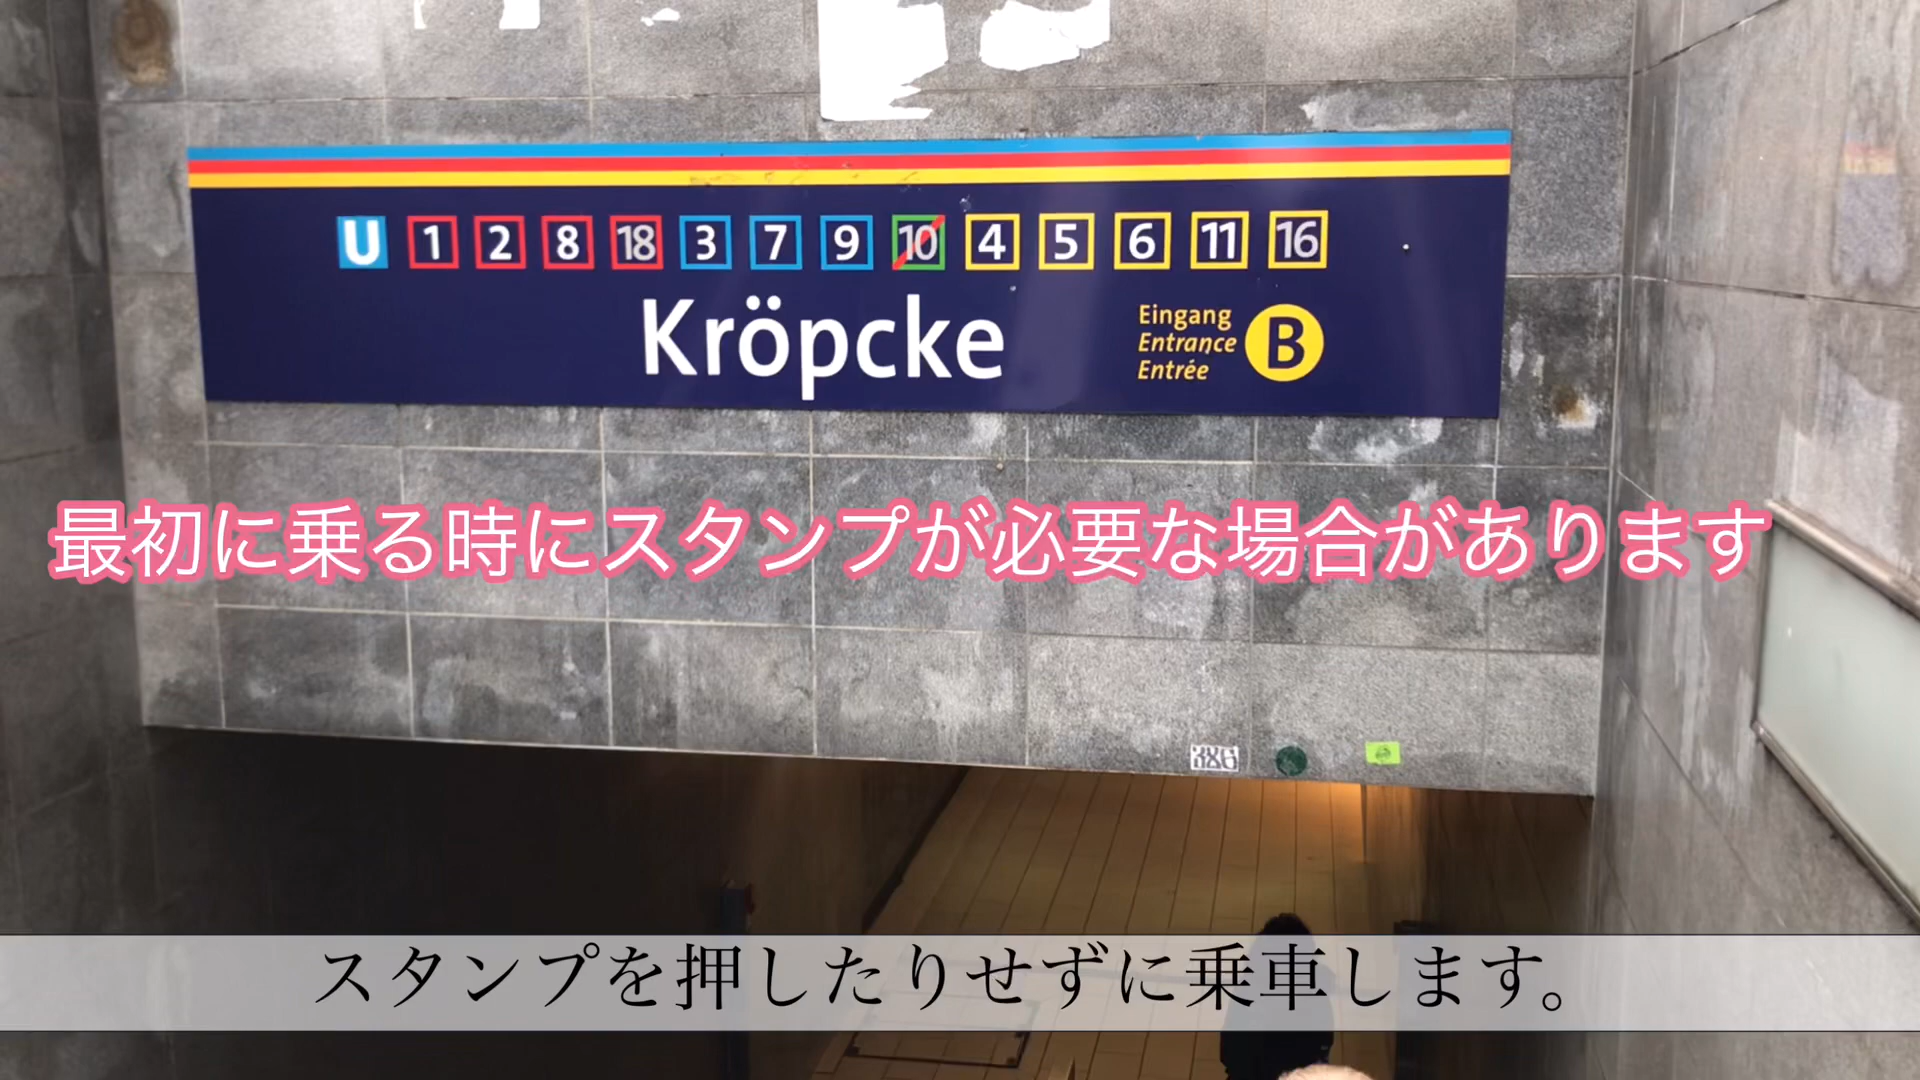 U 1 2 8 18 3 7 9 10 4 5 6 11 16
Kröpcke
Eingang
Entrance
Entrée
B
最初に乗る時にスタンプが必要な場合があります
スタンプを押したりせずに乗車します。